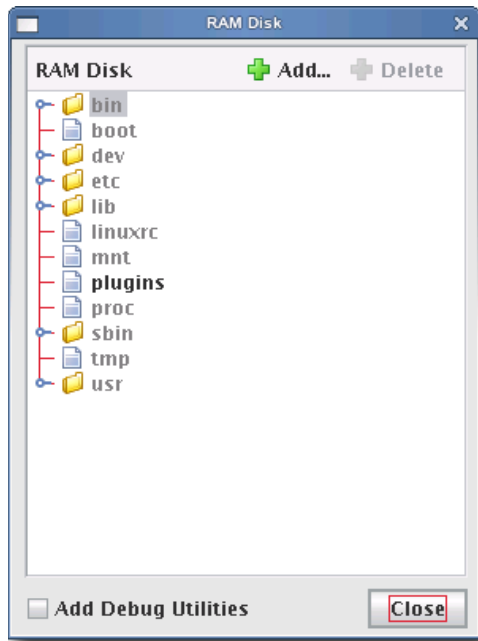 RAM Disk
RAM Disk Add... Delete
bin
boot
dev
etc
lib
linuxrc
mnt
plugins
proc
sbin
tmp
usr
Add Debug Utilities Close